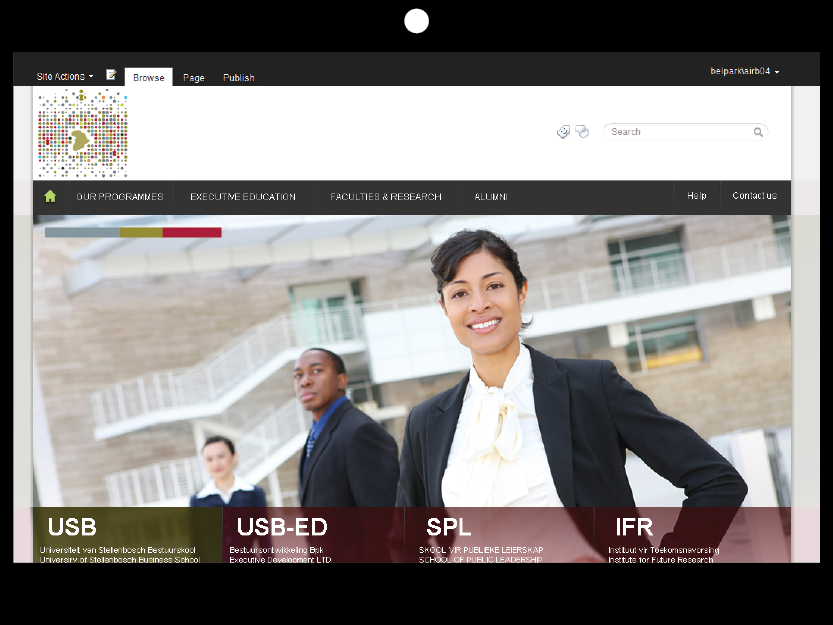 Site Actions
Browse
Page
Publish
belpark\airb04
Search
OUR PROGRAMMES
EXECUTIVE EDUCATION
FACULTIES & RESEARCH
ALUMNI
Help
Contact us
USB
Universiteit van Stellenbosch Bestuurskool
University of Stellenbosch Business School
USB-ED
Bestuursontwikkeling Bpk
Executive Development LTD
SPL
SKOOL VIR PUBLIEKE LEIERSKAP
SCHOOL OF PUBLIC LEADERSHIP
IFR
Instituut vir Toekomsnavorsing
Institute for Future Research